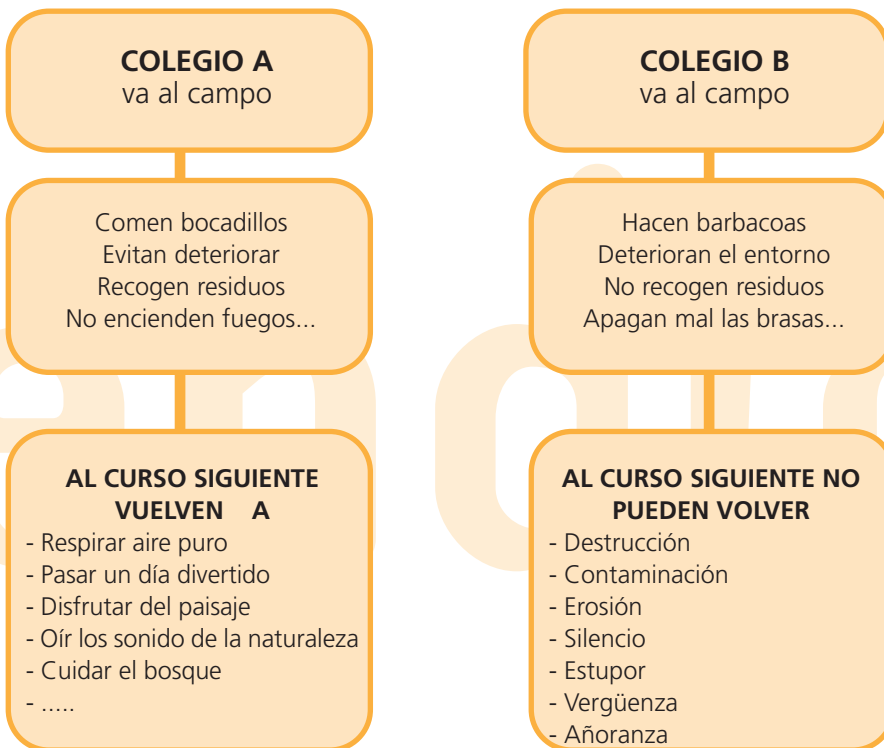 COLEGIO A
va al campo
Comen bocadillos
Evitan deteriorar
Recogen residuos
No encienden fuegos...
AL CURSO SIGUIENTE
VUELVEN A
- Respirar aire puro
- Pasar un día divertido
- Disfrutar del paisaje
- Oír los sonido de la naturaleza
- Cuidar el bosque
- .....
COLEGIO B
va al campo
Hacen barbacoas
Deterioran el entorno
No recogen residuos
Apagan mal las brasas...
AL CURSO SIGUIENTE NO
PUEDEN VOLVER
- Destrucción
- Contaminación
- Erosión
- Silencio
- Estupor
- Vergüenza
- Añoranza